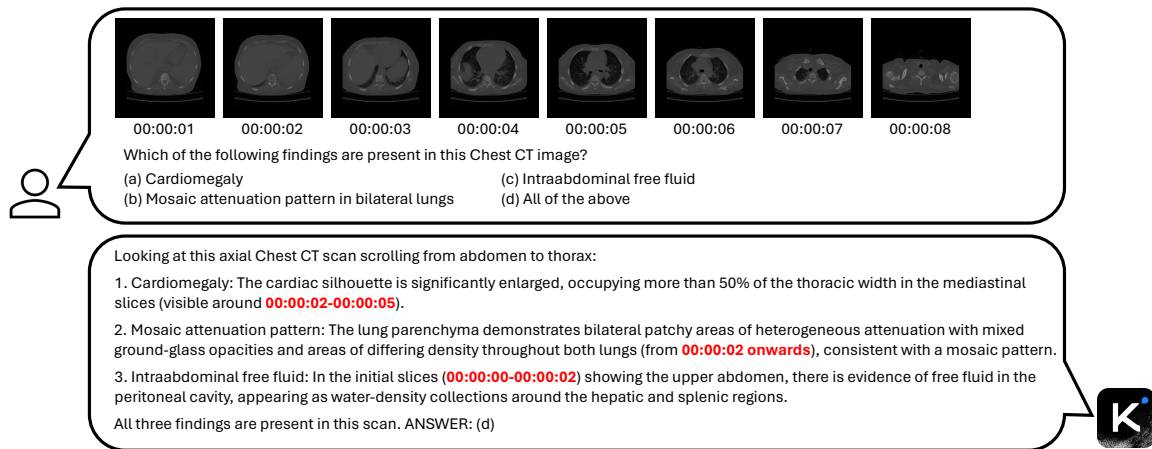 00:00:01 00:00:02 00:00:03 00:00:04 00:00:05 00:00:06 00:00:07 00:00:08
Which of the following findings are present in this Chest CT image?
(a) Cardiomegaly (c) Intraabdominal free fluid
(b) Mosaic attenuation pattern in bilateral lungs (d) All of the above
Looking at this axial Chest CT scan scrolling from abdomen to thorax:
1. Cardiomegaly: The cardiac silhouette is significantly enlarged, occupying more than 50% of the thoracic width in the mediastinal
slices (visible around 00:00:02-00:00:05).
2. Mosaic attenuation pattern: The lung parenchyma demonstrates bilateral patchy areas of heterogeneous attenuation with mixed
ground-glass opacities and areas of differing density throughout both lungs (from 00:00:02 onwards), consistent with a mosaic pattern.
3. Intraabdominal free fluid: In the initial slices (00:00:00-00:00:02) showing the upper abdomen, there is evidence of free fluid in the
peritoneal cavity, appearing as water-density collections around the hepatic and splenic regions.
All three findings are present in this scan. ANSWER: (d)
K